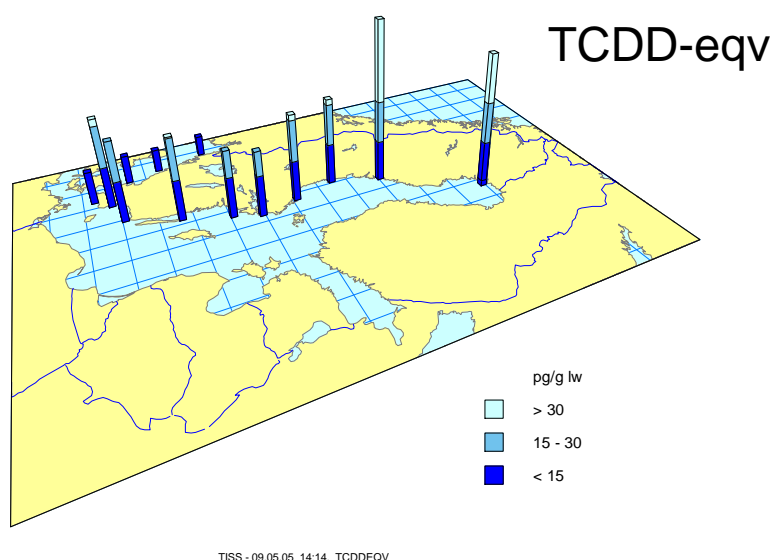 TCDD-eqv
pg/g lw
> 30
15 - 30
< 15
TISS - 09.05.05, 14:14, TCDDEQV